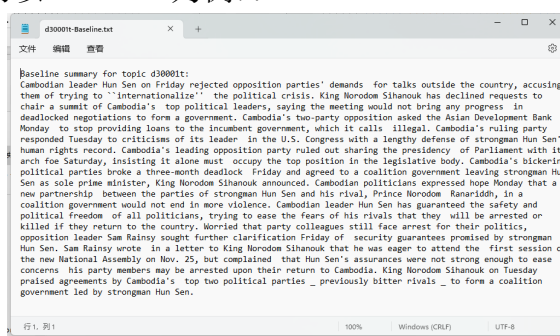 d30001t-Baseline.txt
文件 编辑 查看
Baseline summary for topic d30001t:
Cambodian leader Hun Sen on Friday rejected opposition parties' demands  for talks outside the country, accusing
them of trying to ``internationalize''  the political crisis. King Norodom Sihanouk has declined requests to
chair a summit of Cambodia's  top political leaders, saying the meeting would not bring any progress  in
deadlocked negotiations to form a government. Cambodia's two-party opposition asked the Asian Development Bank
Monday  to stop providing loans to the incumbent government, which it calls  illegal. Cambodia's ruling party
responded Tuesday to criticisms of its leader  in the U.S. Congress with a lengthy defense of strongman Hun Sen'
human rights record. Cambodia's leading opposition party ruled out sharing the presidency  of Parliament with it
arch foe Saturday, insisting it alone must  occupy the top position in the legislative body. Cambodia's bickerin
political parties broke a three-month deadlock  Friday and agreed to a coalition government leaving strongman Hu
Sen as sole prime minister, King Norodom Sihanouk announced. Cambodian politicians expressed hope Monday that a
new partnership  between the parties of strongman Hun Sen and his rival, Prince Norodom  Ranariddh, in a
coalition government would not end in more violence. Cambodian leader Hun Sen has guaranteed the safety and
political freedom  of all politicians, trying to ease the fears of his rivals that they  will be arrested or
killed if they return to the country. Worried that party colleagues still face arrest for their politics,
opposition leader Sam Rainsy sought further clarification Friday of  security guarantees promised by strongman
Hun Sen. Sam Rainsy wrote  in a letter to King Norodom Sihanouk that he was eager to attend the  first session o
the new National Assembly on Nov. 25, but complained  that Hun Sen's assurances were not strong enough to ease
concerns  his party members may be arrested upon their return to Cambodia. King Norodom Sihanouk on Tuesday
praised agreements by Cambodia's  top two political parties _ previously bitter rivals _ to form a coalition
government led by strongman Hun Sen.
行 1, 列 1 100% Windows (CRLF) UTF-8